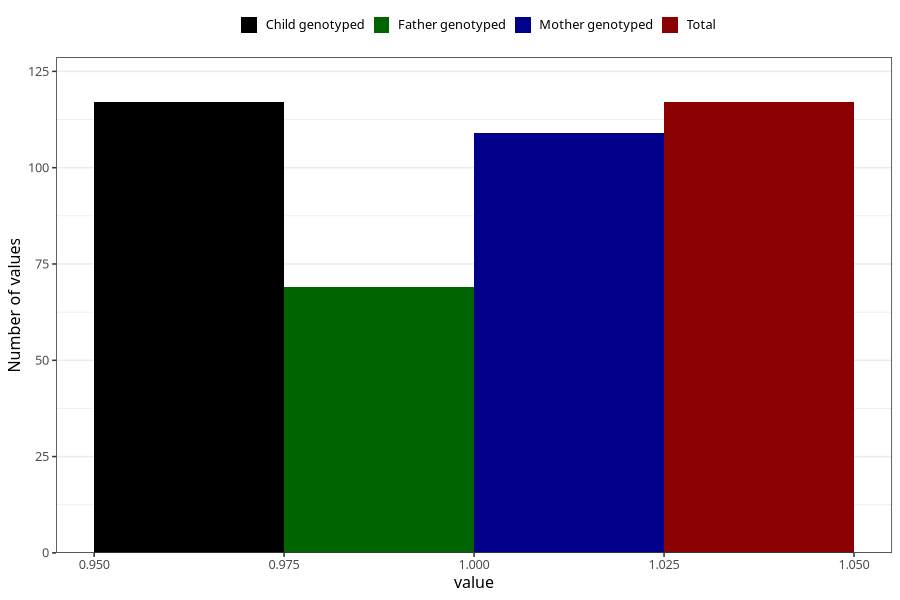 Child genotyped Father genotyped Mother genotyped Total
125
100
75
50
25
0
Number of values
0.950 0.975 1.000 1.025 1.050
value